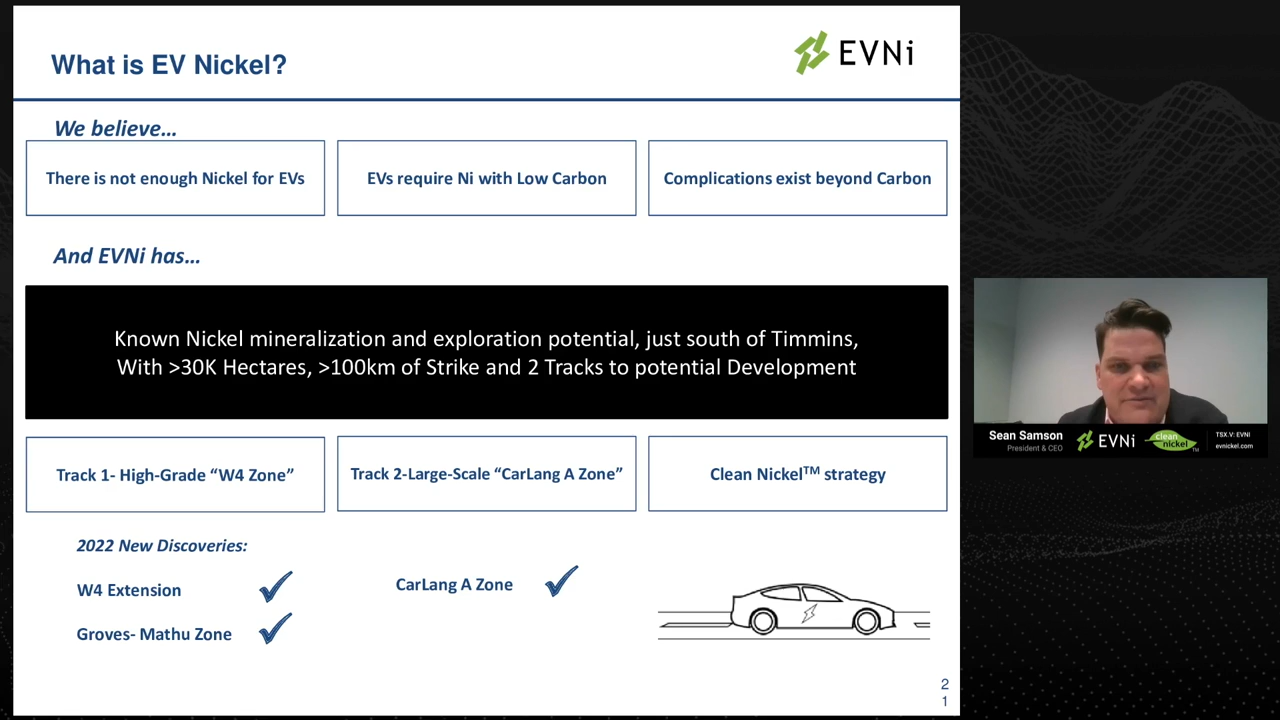 What is EV Nickel?
EVNi
We believe...
There is not enough Nickel for EVs
EVs require Ni with Low Carbon
Complications exist beyond Carbon
And EVNi has...
Known Nickel mineralization and exploration potential, just south of Timmins,
With >30K Hectares, >100km of Strike and 2 Tracks to potential Development
Track 1- High-Grade “W4 Zone”
Track 2-Large-Scale “CarLang A Zone”
Clean Nickel™ strategy
2022 New Discoveries:
W4 Extension
Groves- Mathu Zone
CarLang A Zone
2
1
Sean Samson
President & CEO
EVNi
clean
nickel
TM
TSX.V: EVNI
evnickel.com